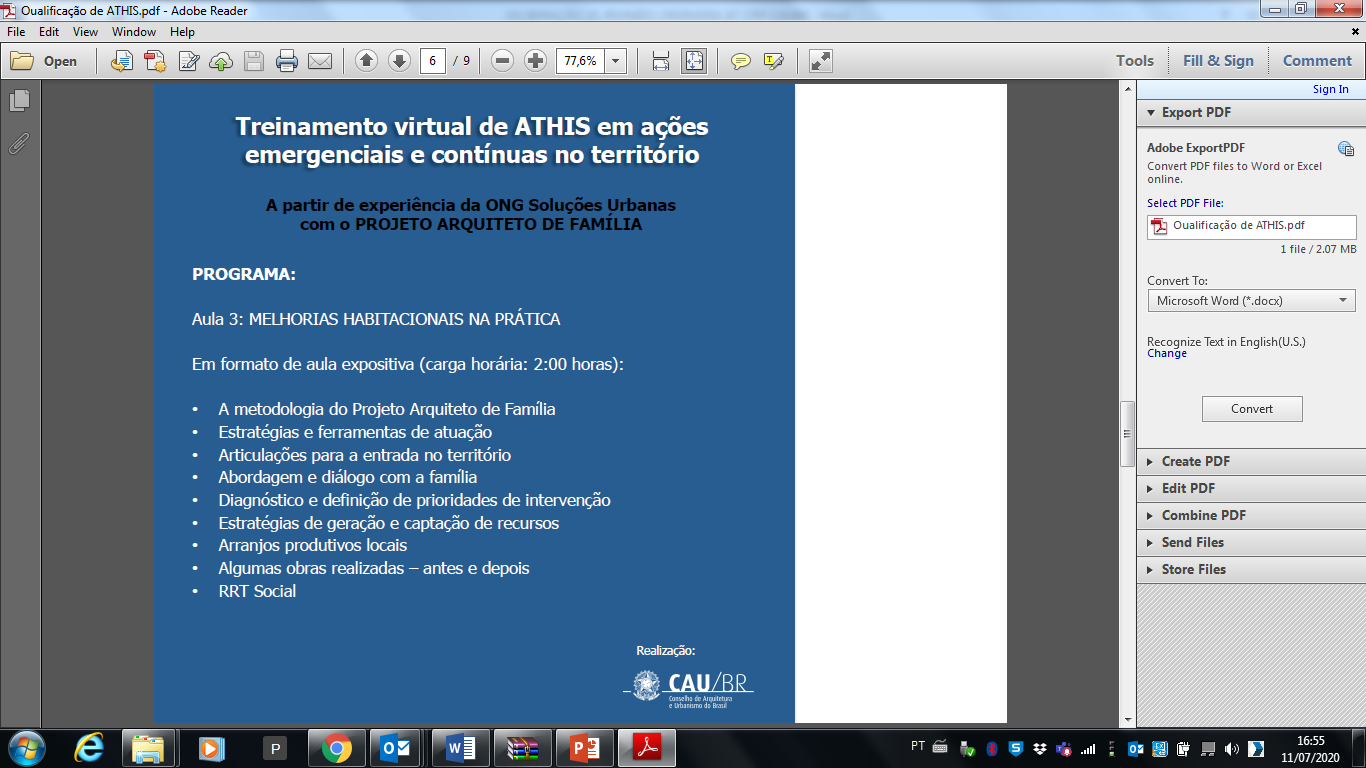 Qualificação de ATHIS.pdf - Adobe Reader
File Edit View Window Help
Open
6 / 9
77,6%
Tools Fill & Sign Comment
Treinamento virtual de ATHIS em ações
emergenciais e contínuas no território
A partir de experiência da ONG Soluções Urbanas
com o PROJETO ARQUITETO DE FAMÍLIA
PROGRAMA:
Aula 3: MELHORIAS HABITACIONAIS NA PRÁTICA
Em formato de aula expositiva (carga horária: 2:00 horas):
• A metodologia do Projeto Arquiteto de Família
• Estratégias e ferramentas de atuação
• Articulações para a entrada no território
• Abordagem e diálogo com a família
• Diagnóstico e definição de prioridades de intervenção
• Estratégias de geração e captação de recursos
• Arranjos produtivos locais
• Algumas obras realizadas – antes e depois
• RRT Social
Realização:
CAU/BR
Conselho de Arquitetura
e Urbanismo do Brasil
Sign In
Export PDF
Adobe ExportPDF
Convert PDF files to Word or Excel
online.
Select PDF File:
Qualificação de ATHIS.pdf
1 file / 2.07 MB
Convert To:
Microsoft Word (*.docx)
Recognize Text in English(U.S.)
Change
Convert
Create PDF
Edit PDF
Combine PDF
Send Files
Store Files
PT
16:55
11/07/2020